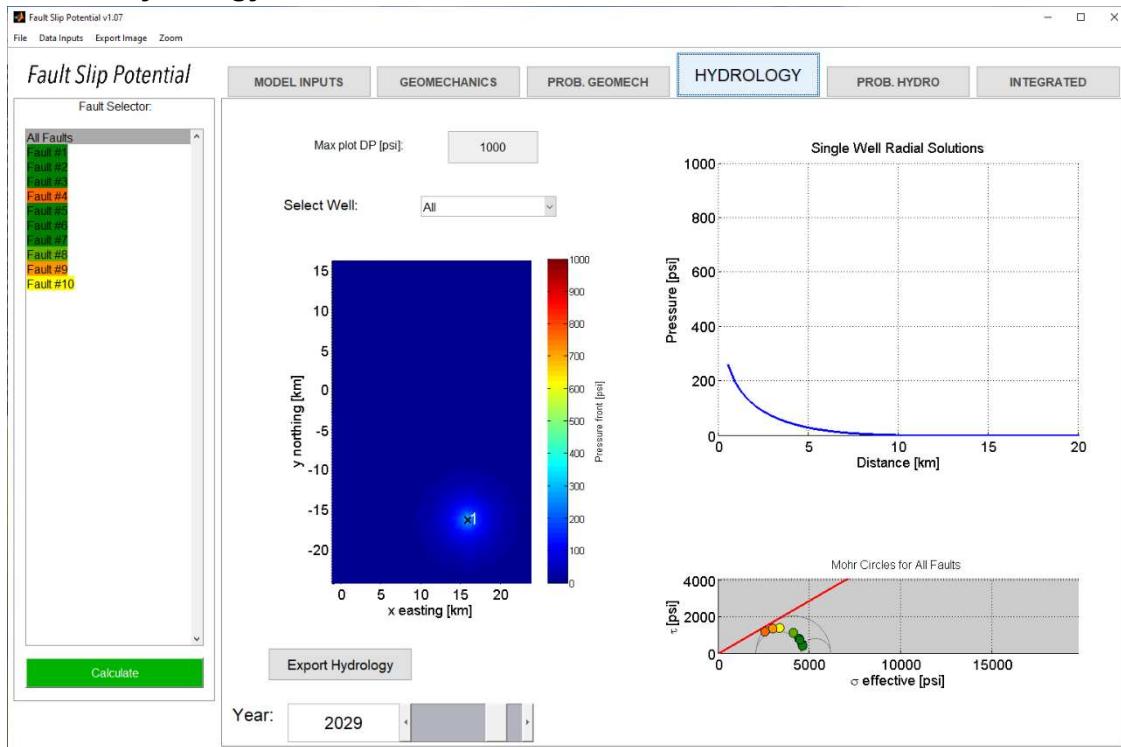 Fault Slip Potential v1.07
File Data Inputs Export Image Zoom
Fault Slip Potential
MODEL INPUTS GEOMECHANICS PROB. GEOMECH HYDROLOGY PROB. HYDRO INTEGRATED
Fault Selector:
All Faults
Fault #1
Fault #2
Fault #3
Fault #4
Fault #5
Fault #6
Fault #7
Fault #8
Fault #9
Fault #10
Calculate
Max plot DP [psi]: 1000
Select Well: All
15
10
5
0
-5
-10
-15
-20
y northing [km]
1
0 5 10 15 20
x easting [km]
1000
900
800
700
600
500
400
300
200
100
0
Pressure front [psi]
Export Hydrology
Year: 2029
Single Well Radial Solutions
1000
800
600
400
200
0
Pressure [psi]
0 5 10 15 20
Distance [km]
Mohr Circles for All Faults
4000
2000
0
τ [psi]
0 5000 10000 15000
σ effective [psi]